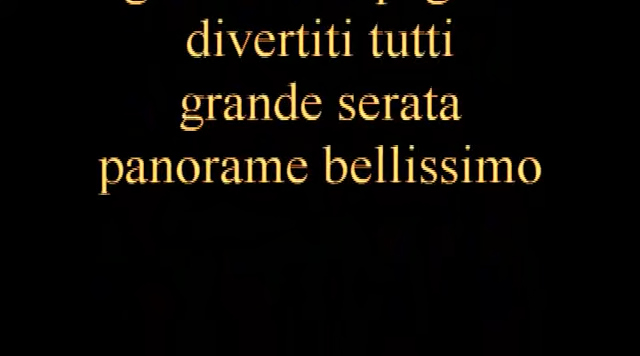 divertiti tutti
grande serata
panorame bellissimo